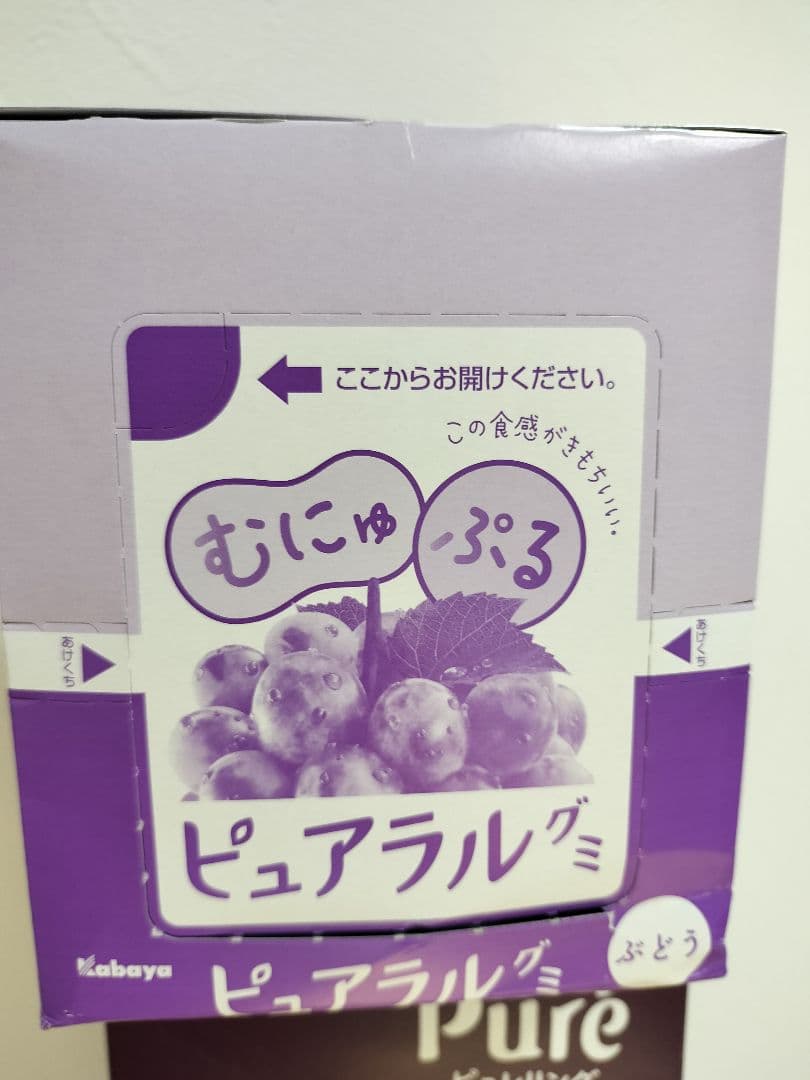 ここからお開けください。
この食感がきもちいい。
むにゅ
ぷる
あけくち
あけくち
ピュアラルグミ
ぶどう
Kabaya
ピュアラルグミ
Purē